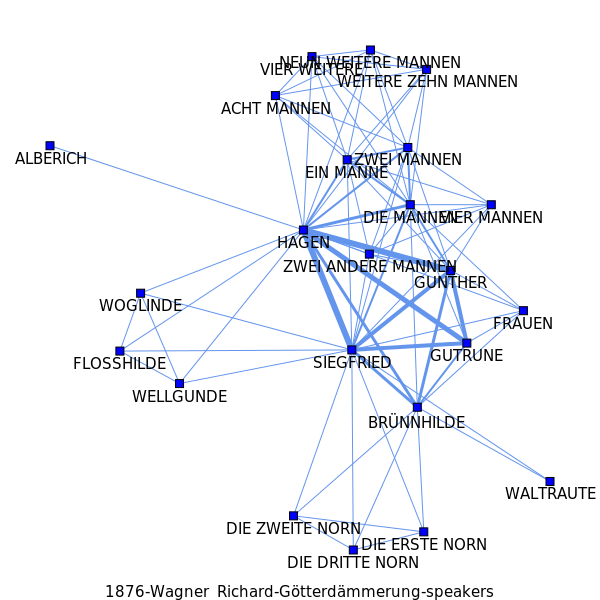 NEUN WEITERE MANNEN
VIER WEITERE
WEITERE ZEHN MANNEN
ACHT MANNEN
ALBERICH
ZWEI MANNEN
EIN MANNE
DIE MANNEN
VIER MANNEN
HAGEN
ZWEI ANDERE MANNEN
GUNTHER
WOGLINDE
FRAUEN
GUTRUNE
FLOSSHILDE
SIEGFRIED
WELLGUNDE
BRÜNNHILDE
WALTRAUTE
DIE ZWEITE NORN
DIE ERSTE NORN
DIE DRITTE NORN
1876-Wagner Richard-Götterdämmerung-speakers